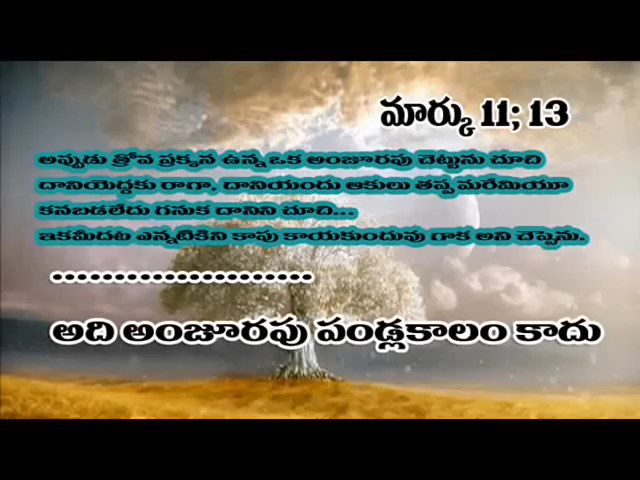 మార్కు 11; 13
అప్పుడు త్రోవ ప్రక్కన ఉన్న ఒక అంజూరపు చెట్టును చూచి
దానియొద్దకు రాగా. దానియందు ఆకులు తప్ప మరేమియూ
కనబడలేదు గనుక దానిని చూచి...
ఇకమీదట ఎన్నటికిని కాపు కాయకుందువు గాక అని చెప్పెను.
.....................
అది అంజూరపు పండ్లకాలం కాదు